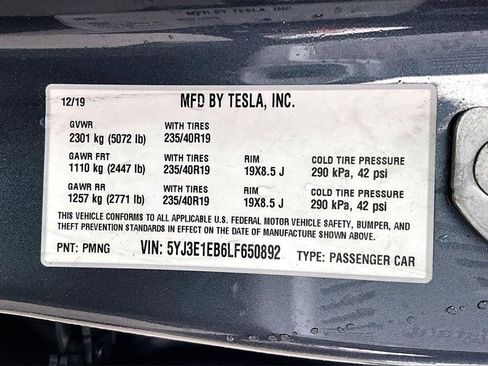 MFD BY TESLA, INC.
12/19 MFD BY TESLA, INC.
GVWR WITH TIRES
2301 kg (5072 lb) 235/40R19
GAWR FRT WITH TIRES RIM COLD TIRE PRESSURE
1110 kg (2447 lb) 235/40R19 19X8.5 J 290 kPa, 42 psi
GAWR RR WITH TIRES RIM COLD TIRE PRESSURE
1257 kg (2771 lb) 235/40R19 19X8.5 J 290 kPa, 42 psi
THIS VEHICLE CONFORMS TO ALL APPLICABLE U.S. FEDERAL MOTOR VEHICLE SAFETY, BUMPER, AND
THEFT PREVENTION STANDARDS IN EFFECT ON THE DATE OF MANUFACTURE SHOWN ABOVE.
PNT: PMNG VIN: 5YJ3E1EB6LF650892 TYPE: PASSENGER CAR